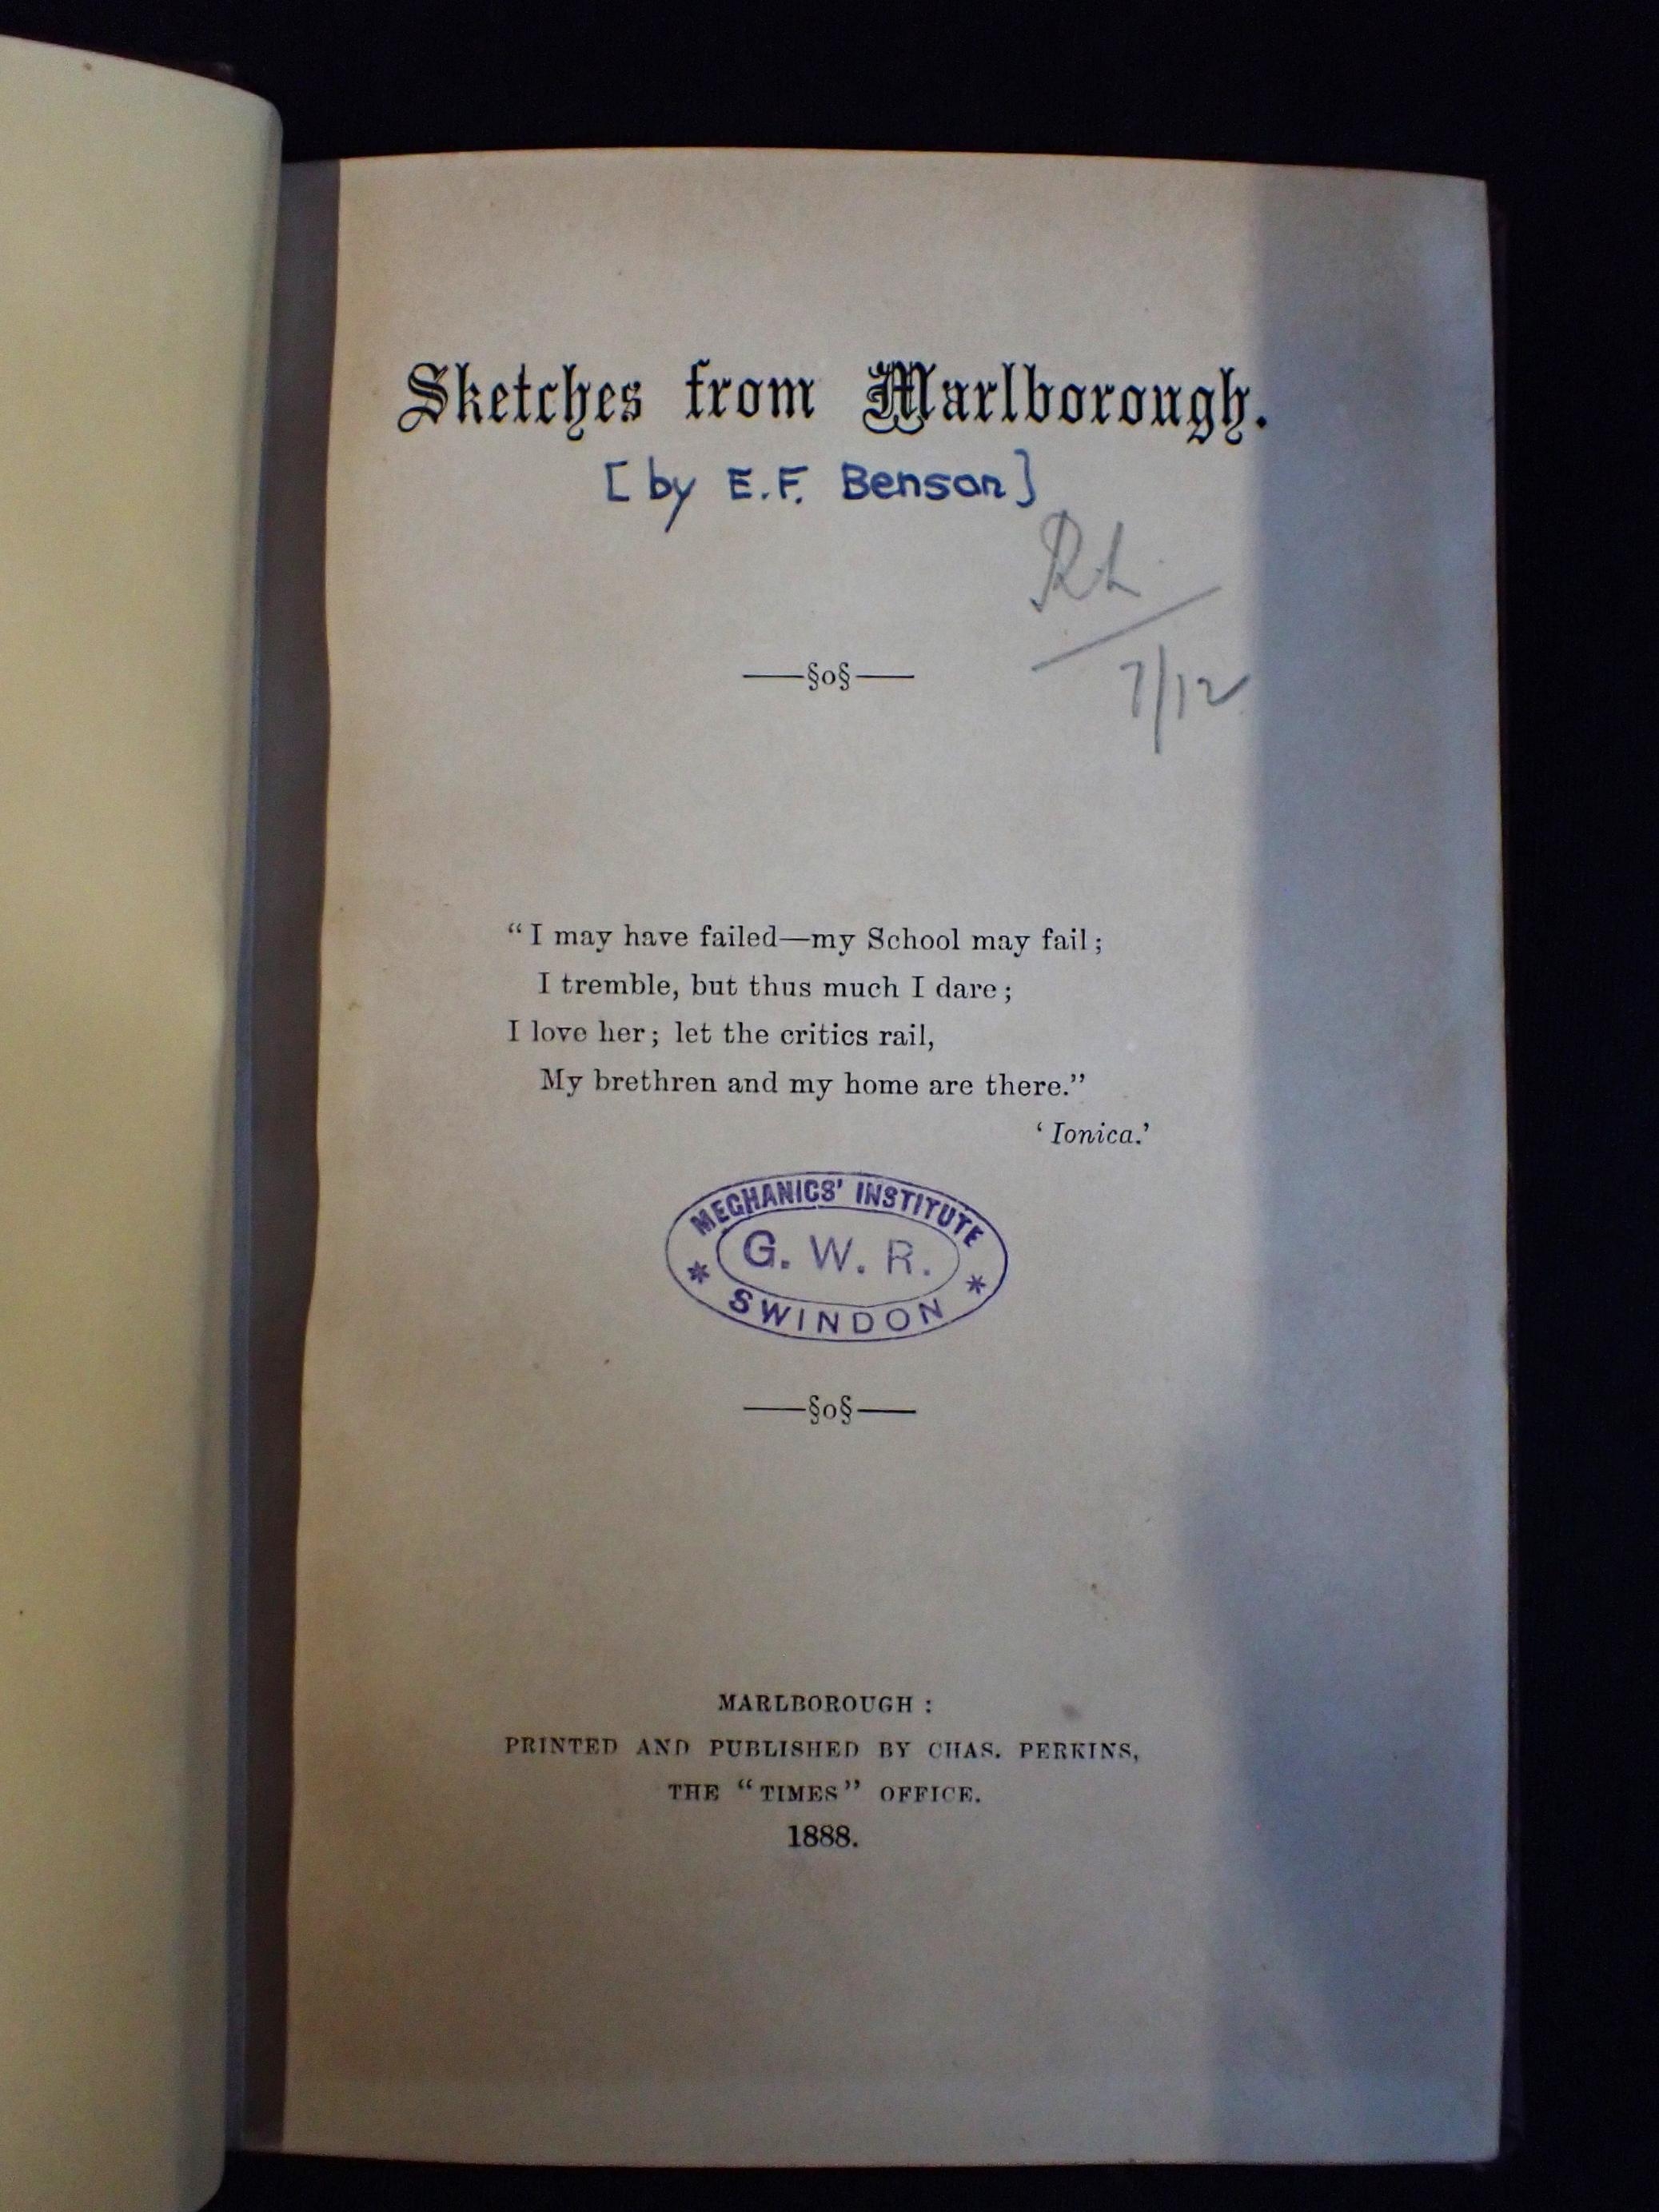 Sketches from Marlborough.
[by E.F. Benson]
7/12
——§o§——
“I may have failed—my School may fail;
I tremble, but thus much I dare;
I love her; let the critics rail,
My brethren and my home are there.”
‘Ionica.’
MECHANICS' INSTITUTE
* G. W. R. *
SWINDON
——§o§——
MARLBOROUGH :
PRINTED AND PUBLISHED BY CHAS. PERKINS,
THE “TIMES” OFFICE.
1888.